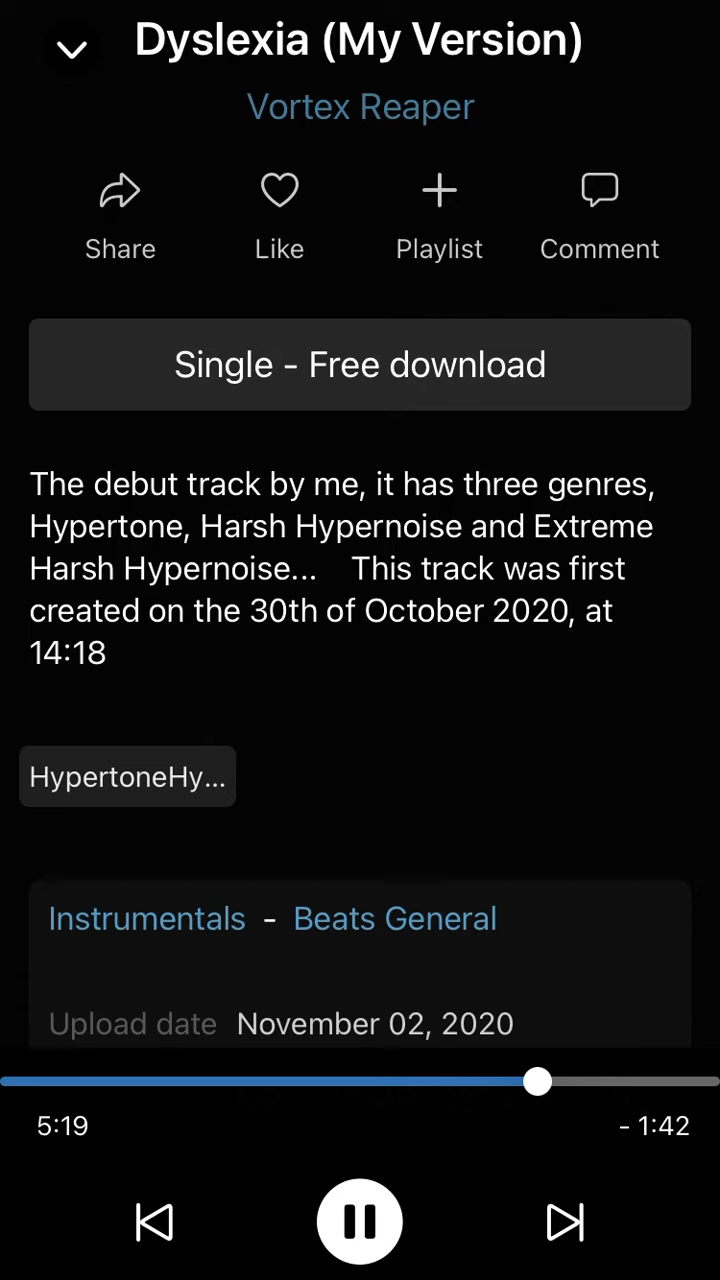 Dyslexia (My Version)
Vortex Reaper
Share Like Playlist Comment
Single - Free download
The debut track by me, it has three genres,
Hypertone, Harsh Hypernoise and Extreme
Harsh Hypernoise... This track was first
created on the 30th of October 2020, at
14:18
HypertoneHy...
Instrumentals - Beats General
Upload date November 02, 2020
5:19 - 1:42